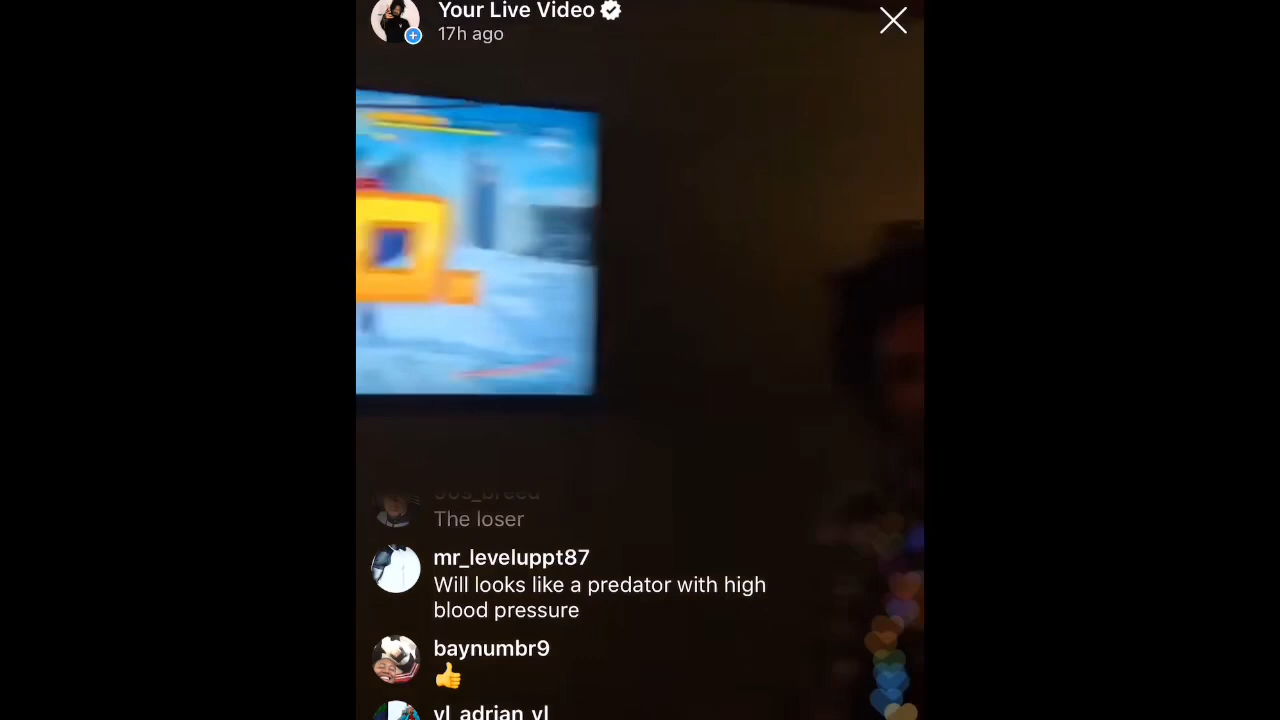 Your Live Video
17h ago
The loser
mr_leveluppt87
Will looks like a predator with high
blood pressure
baynumbr9
👍
vl_adrian_vl